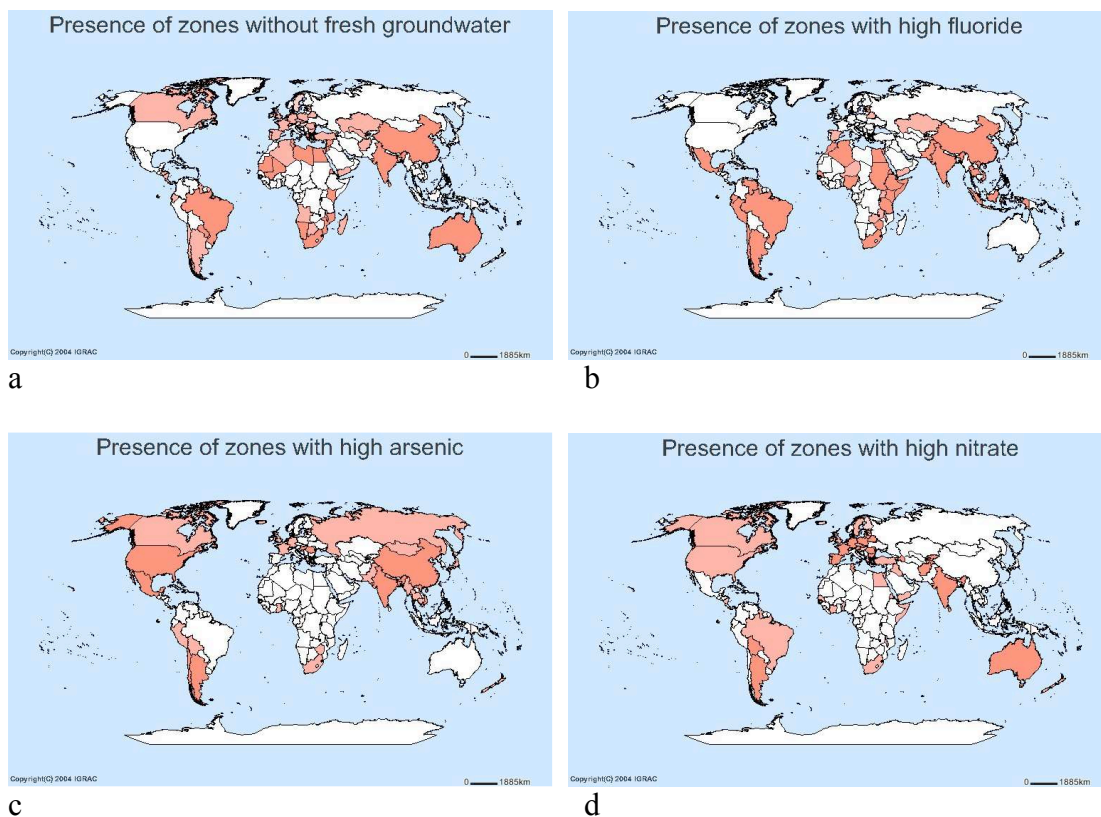 Presence of zones without fresh groundwater
Copyright(C) 2004 IGRAC
0 1885km
a
Presence of zones with high fluoride
Copyright(C) 2004 IGRAC
0 1885km
b
Presence of zones with high arsenic
Copyright(C) 2004 IGRAC
0 1885km
c
Presence of zones with high nitrate
Copyright(C) 2004 IGRAC
0 1885km
d